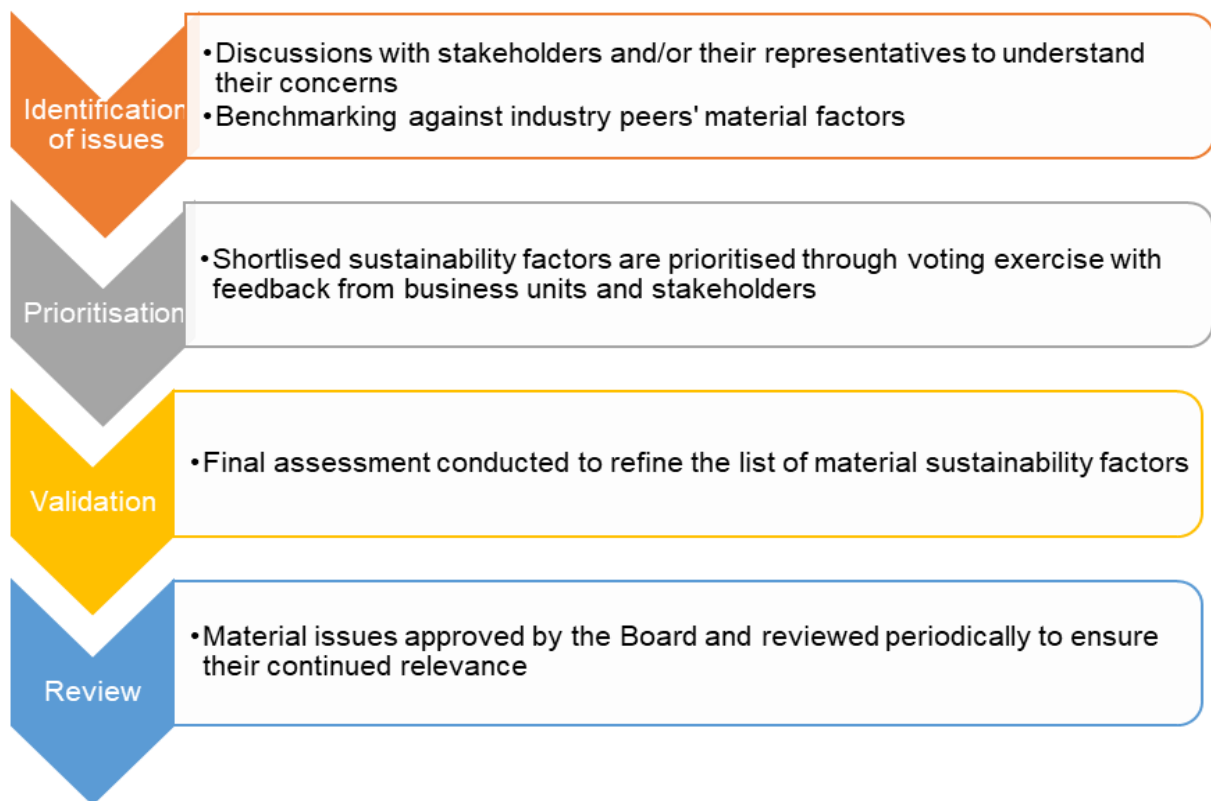 Identification
of issues
•Discussions with stakeholders and/or their representatives to understand
their concerns
•Benchmarking against industry peers' material factors
Prioritisation
•Shortlised sustainability factors are prioritised through voting exercise with
feedback from business units and stakeholders
Validation
•Final assessment conducted to refine the list of material sustainability factors
Review
•Material issues approved by the Board and reviewed periodically to ensure
their continued relevance